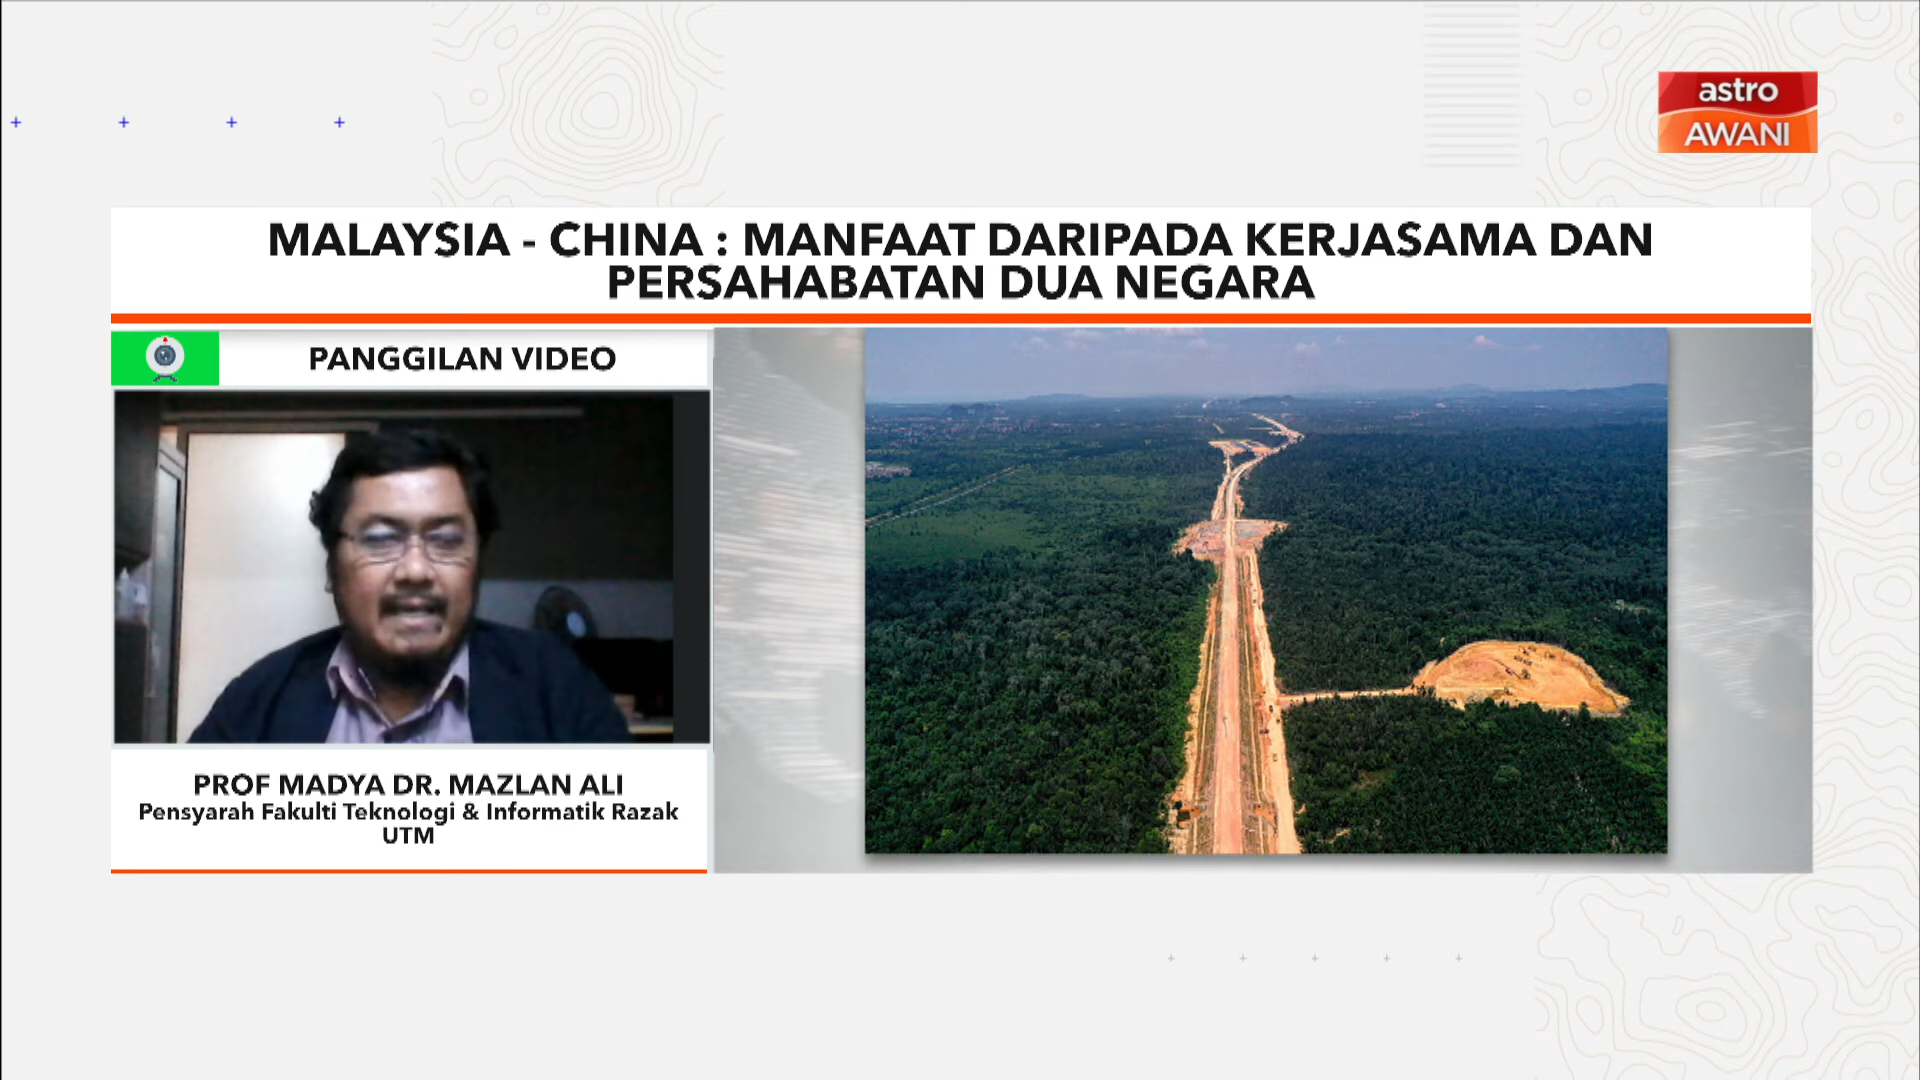 astro
AWANI
MALAYSIA - CHINA : MANFAAT DARIPADA KERJASAMA DAN
PERSAHABATAN DUA NEGARA
PANGGILAN VIDEO
PROF MADYA DR. MAZLAN ALI
Pensyarah Fakulti Teknologi & Informatik Razak
UTM